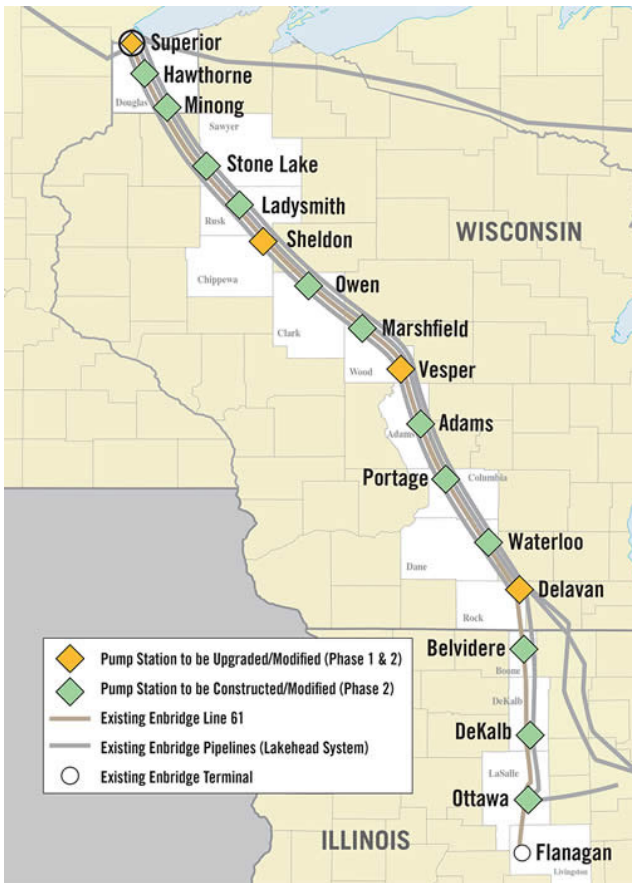 Superior
Hawthorne
Douglas
Minong
Sawyer
Stone Lake
Ladysmith
Rusk
Sheldon
WISCONSIN
Chippewa
Owen
Clark
Marshfield
Wood
Vesper
Adams
Adams
Portage
Columbia
Waterloo
Dane
Delavan
Rock
Belvidere
Boone
DeKalb
DeKalb
LaSalle
Ottawa
ILLINOIS
Flanagan
Livingston
Pump Station to be Upgraded/Modified (Phase 1 & 2)
Pump Station to be Constructed/Modified (Phase 2)
Existing Enbridge Line 61
Existing Enbridge Pipelines (Lakehead System)
Existing Enbridge Terminal